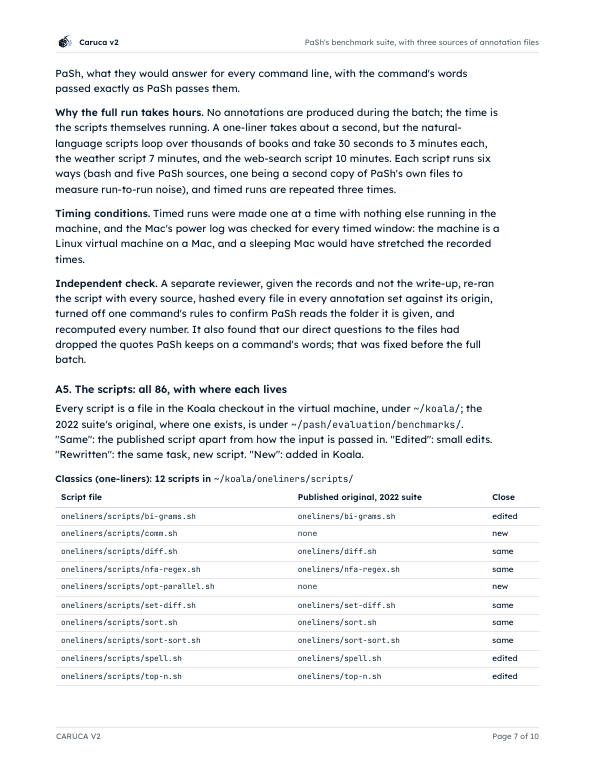 Caruca v2
PaSh's benchmark suite, with three sources of annotation files
PaSh, what they would answer for every command line, with the command's words
passed exactly as PaSh passes them.
Why the full run takes hours. No annotations are produced during the batch; the time is
the scripts themselves running. A one-liner takes about a second, but the natural-
language scripts loop over thousands of books and take 30 seconds to 3 minutes each,
the weather script 7 minutes, and the web-search script 10 minutes. Each script runs six
ways (bash and five PaSh sources, one being a second copy of PaSh's own files to
measure run-to-run noise), and timed runs are repeated three times.
Timing conditions. Timed runs were made one at a time with nothing else running in the
machine, and the Mac's power log was checked for every timed window: the machine is a
Linux virtual machine on a Mac, and a sleeping Mac would have stretched the recorded
times.
Independent check. A separate reviewer, given the records and not the write-up, re-ran
the script with every source, hashed every file in every annotation set against its origin,
turned off one command's rules to confirm PaSh reads the folder it is given, and
recomputed every number. It also found that our direct questions to the files had
dropped the quotes PaSh keeps on a command's words; that was fixed before the full
batch.
A5. The scripts: all 86, with where each lives
Every script is a file in the Koala checkout in the virtual machine, under ~/koala/; the
2022 suite's original, where one exists, is under ~/pash/evaluation/benchmarks/.
"Same": the published script apart from how the input is passed in. "Edited": small edits.
"Rewritten": the same task, new script. "New": added in Koala.
Classics (one-liners): 12 scripts in ~/koala/oneliners/scripts/
Script file Published original, 2022 suite Close
oneliners/scripts/bi-grams.sh oneliners/bi-grams.sh edited
oneliners/scripts/comm.sh none new
oneliners/scripts/diff.sh oneliners/diff.sh same
oneliners/scripts/nfa-regex.sh oneliners/nfa-regex.sh same
oneliners/scripts/opt-parallel.sh none new
oneliners/scripts/set-diff.sh oneliners/set-diff.sh same
oneliners/scripts/sort.sh oneliners/sort.sh same
oneliners/scripts/sort-sort.sh oneliners/sort-sort.sh same
oneliners/scripts/spell.sh oneliners/spell.sh edited
oneliners/scripts/top-n.sh oneliners/top-n.sh edited
CARUCA V2
Page 7 of 10